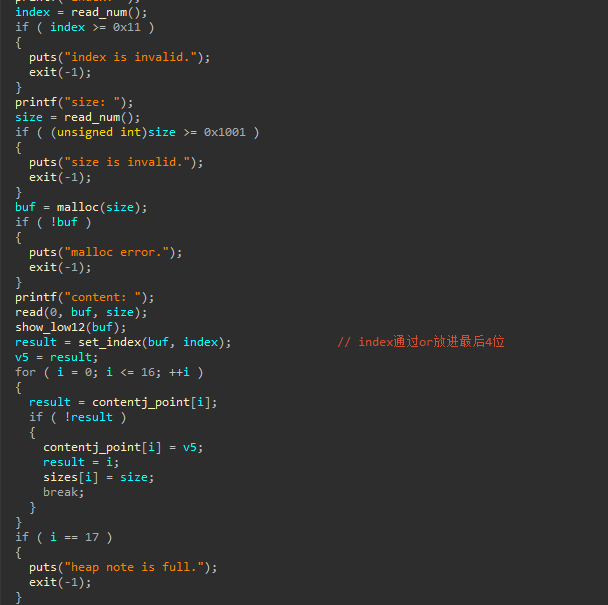 printf("index: ");
index = read_num();
if ( index >= 0x11 )
{
puts("index is invalid.");
exit(-1);
}
printf("size: ");
size = read_num();
if ( (unsigned int)size >= 0x1001 )
{
puts("size is invalid.");
exit(-1);
}
buf = malloc(size);
if ( !buf )
{
puts("malloc error.");
exit(-1);
}
printf("content: ");
read(0, buf, size);
show_low12(buf);
result = set_index(buf, index); // index通过or放进最后4位
v5 = result;
for ( i = 0; i <= 16; ++i )
{
result = contentj_point[i];
if ( !result )
{
contentj_point[i] = v5;
result = i;
sizes[i] = size;
break;
}
}
if ( i == 17 )
{
puts("heap note is full.");
exit(-1);
}